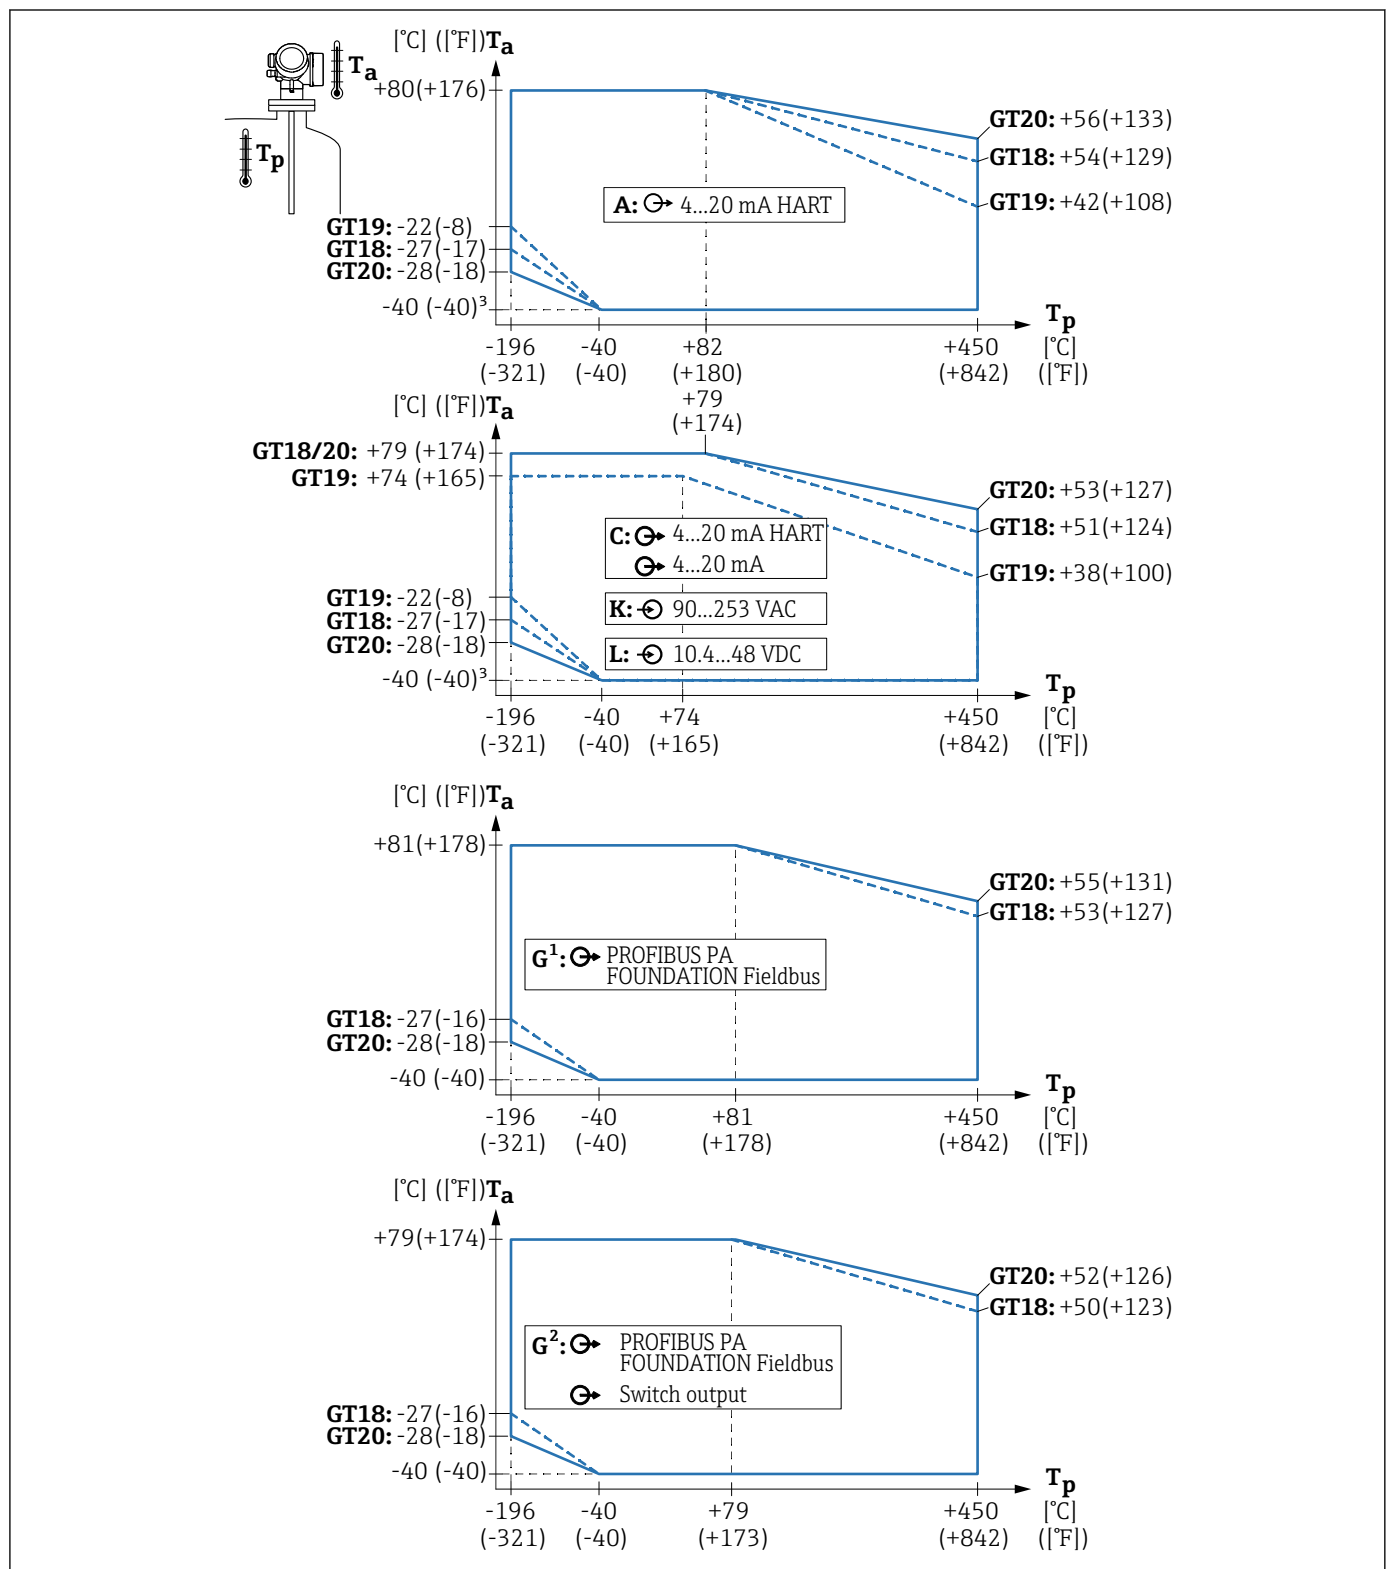 [°C] ([°F]) Ta
Ta
+80(+176)
Tp
GT20: +56(+133)
GT18: +54(+129)
GT19: +42(+108)
A: 4...20 mA HART
GT19: -22(-8)
GT18: -27(-17)
GT20: -28(-18)
-40 (-40)³
Tp
-196 -40 +82 +450 [°C]
(-321) (-40) (+180) (+842) ([°F])
+79
(+174)
[°C] ([°F]) Ta
GT18/20: +79 (+174)
GT19: +74 (+165)
GT20: +53(+127)
GT18: +51(+124)
GT19: +38(+100)
C: 4...20 mA HART
4...20 mA
K: 90...253 VAC
L: 10.4...48 VDC
GT19: -22(-8)
GT18: -27(-17)
GT20: -28(-18)
-40 (-40)³
Tp
-196 -40 +74 +450 [°C]
(-321) (-40) (+165) (+842) ([°F])
[°C] ([°F]) Ta
+81(+178)
GT20: +55(+131)
GT18: +53(+127)
G¹: PROFIBUS PA
FOUNDATION Fieldbus
GT18: -27(-16)
GT20: -28(-18)
-40 (-40)
Tp
-196 -40 +81 +450 [°C]
(-321) (-40) (+178) (+842) ([°F])
[°C] ([°F]) Ta
+79(+174)
GT20: +52(+126)
GT18: +50(+123)
G²: PROFIBUS PA
FOUNDATION Fieldbus
Switch output
GT18: -27(-16)
GT20: -28(-18)
-40 (-40)
Tp
-196 -40 +79 +450 [°C]
(-321) (-40) (+173) (+842) ([°F])